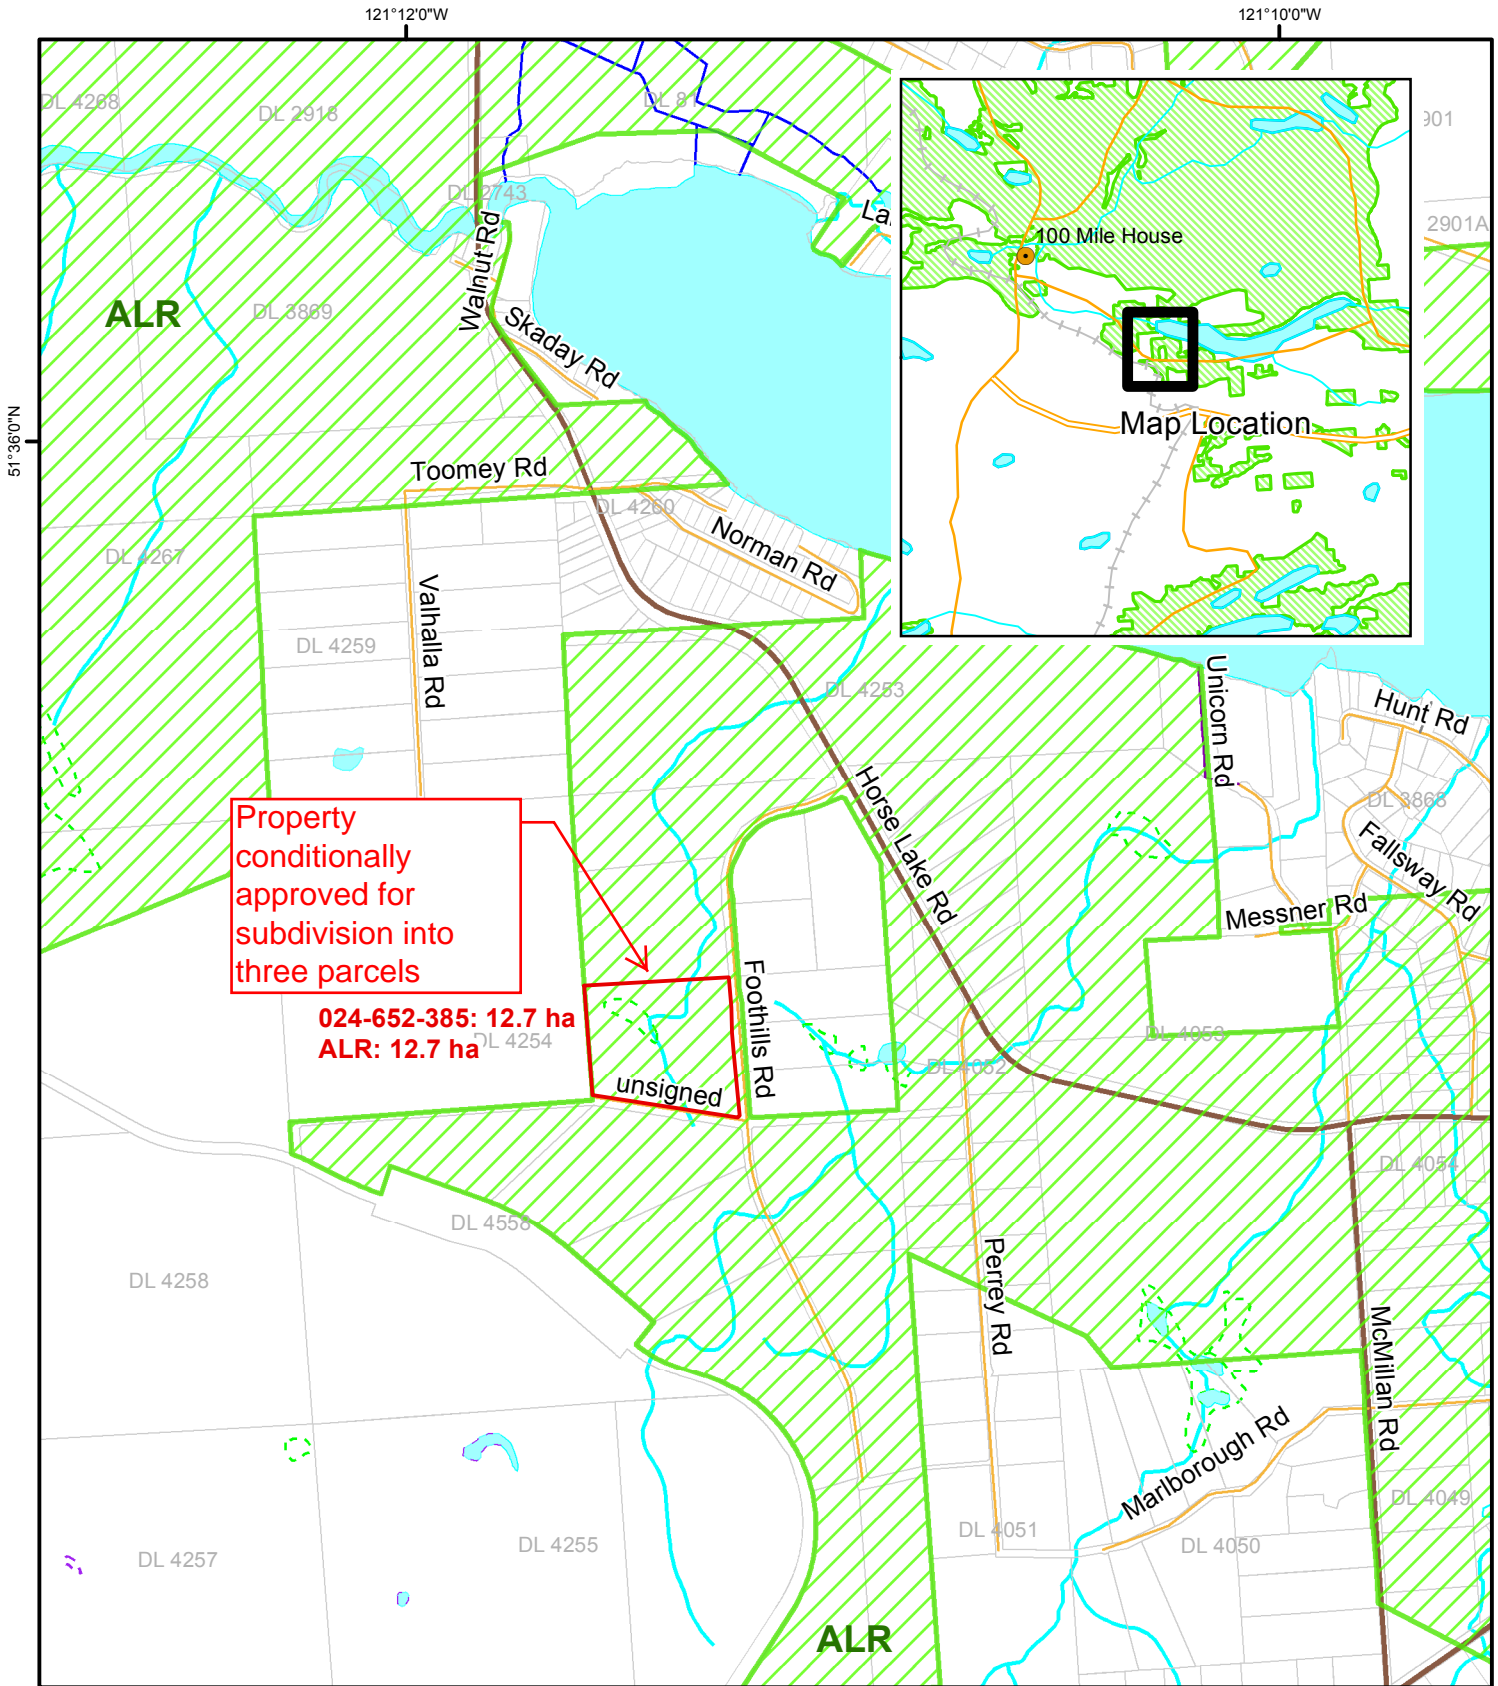 121°12'0"W
121°10'0"W
DL 4268
DL 2918
DL 81
901
DL 2743
2901A
100 Mile House
Walnut Rd
ALR
DL 3869
Skaday Rd
Map Location
51°36'0"N
Toomey Rd
DL 4260
Norman Rd
DL 4267
Valhalla Rd
DL 4259
DL 4253
Unicorn Rd
Hunt Rd
DL 3868
Horse Lake Rd
Fallsway Rd
Messner Rd
Property
conditionally
approved for
subdivision into
three parcels
024-652-385: 12.7 ha
ALR: 12.7 ha
DL 4254
Foothills Rd
unsigned
DL 4053
DL 4052
DL 4054
DL 4558
DL 4258
Perrey Rd
McMillan Rd
Marlborough Rd
DL 4049
DL 4051
DL 4050
DL 4255
DL 4257
ALR